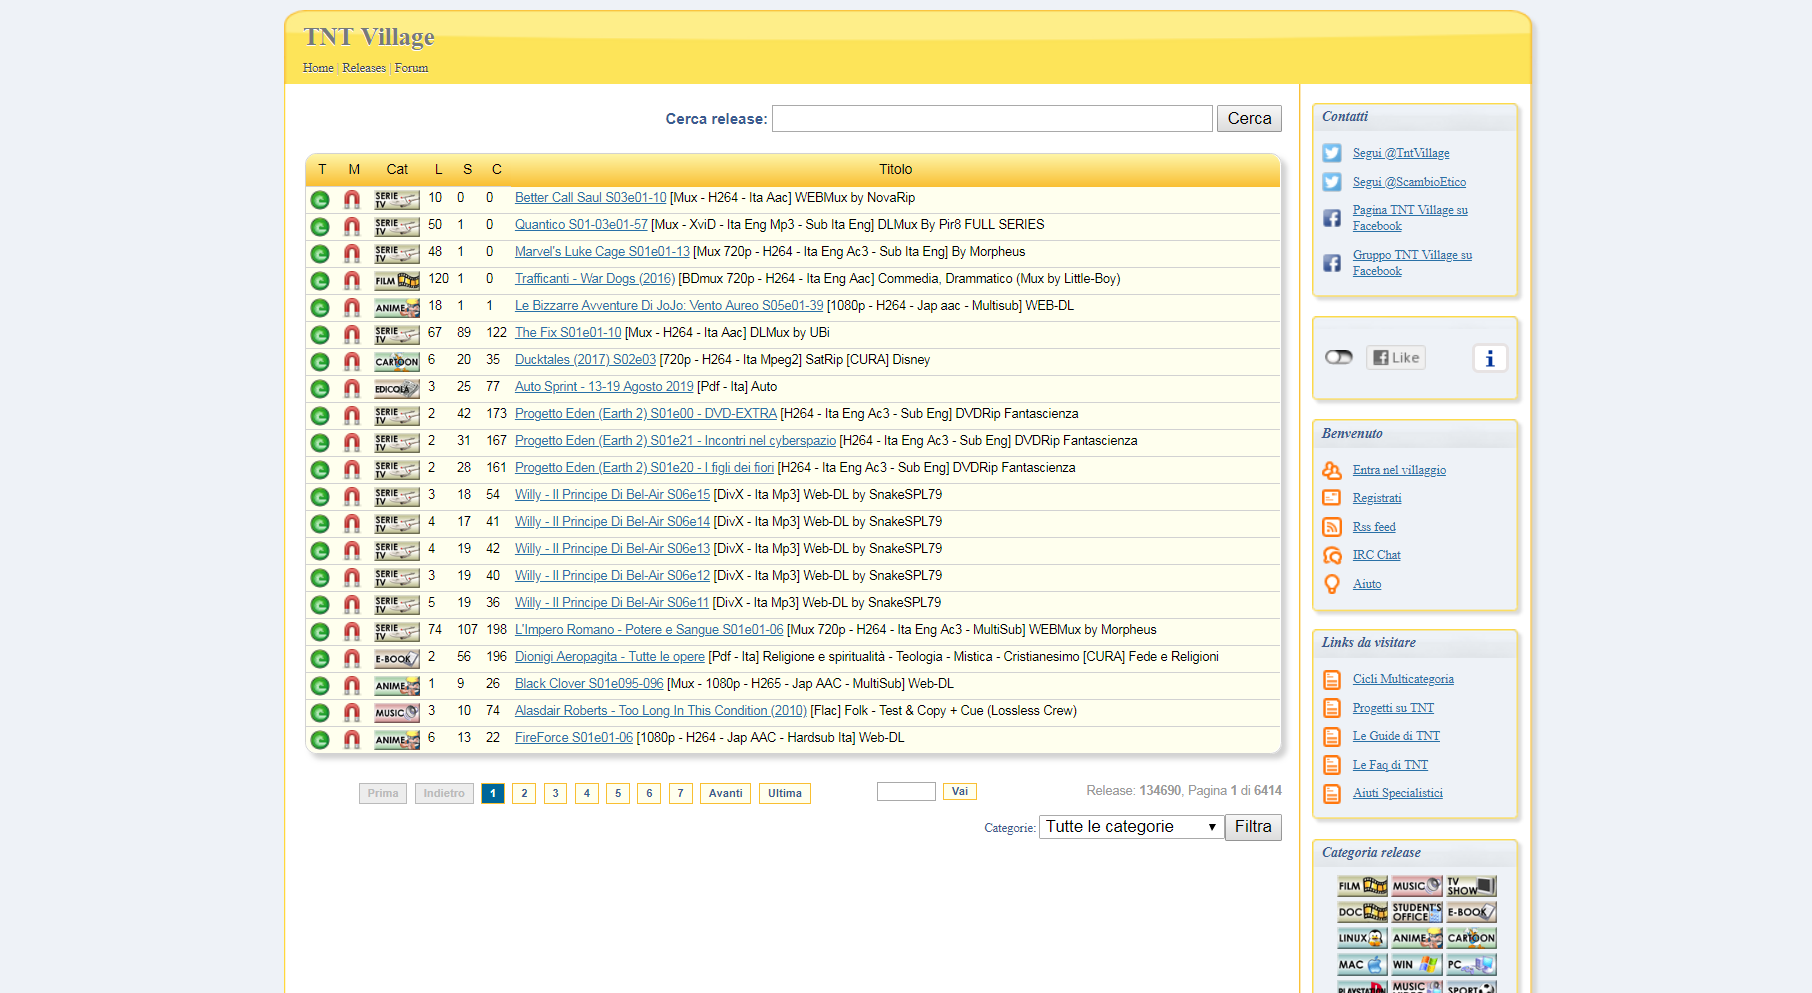 TNT Village
Home | Releases | Forum
Cerca release: Cerca
T M Cat L S C Titolo
SERIE TV 10 0 0 Better Call Saul S03e01-10 [Mux - H264 - Ita Aac] WEBMux by NovaRip
SERIE TV 50 1 0 Quantico S01-03e01-57 [Mux - XviD - Ita Eng Mp3 - Sub Ita Eng] DLMux By Pir8 FULL SERIES
SERIE TV 48 1 0 Marvel's Luke Cage S01e01-13 [Mux 720p - H264 - Ita Eng Ac3 - Sub Ita Eng] By Morpheus
FILM 120 1 0 Trafficanti - War Dogs (2016) [BDmux 720p - H264 - Ita Eng Aac] Commedia, Drammatico (Mux by Little-Boy)
ANIME 18 1 1 Le Bizzarre Avventure Di JoJo: Vento Aureo S05e01-39 [1080p - H264 - Jap aac - Multisub] WEB-DL
SERIE TV 67 89 122 The Fix S01e01-10 [Mux - H264 - Ita Aac] DLMux by UBi
CARTOON 6 20 35 Ducktales (2017) S02e03 [720p - H264 - Ita Mpeg2] SatRip [CURA] Disney
EDICOLA 3 25 77 Auto Sprint - 13-19 Agosto 2019 [Pdf - Ita] Auto
SERIE TV 2 42 173 Progetto Eden (Earth 2) S01e00 - DVD-EXTRA [H264 - Ita Eng Ac3 - Sub Eng] DVDRip Fantascienza
SERIE TV 2 31 167 Progetto Eden (Earth 2) S01e21 - Incontri nel cyberspazio [H264 - Ita Eng Ac3 - Sub Eng] DVDRip Fantascienza
SERIE TV 2 28 161 Progetto Eden (Earth 2) S01e20 - I figli dei fiori [H264 - Ita Eng Ac3 - Sub Eng] DVDRip Fantascienza
SERIE TV 3 18 54 Willy - Il Principe Di Bel-Air S06e15 [DivX - Ita Mp3] Web-DL by SnakeSPL79
SERIE TV 4 17 41 Willy - Il Principe Di Bel-Air S06e14 [DivX - Ita Mp3] Web-DL by SnakeSPL79
SERIE TV 4 19 42 Willy - Il Principe Di Bel-Air S06e13 [DivX - Ita Mp3] Web-DL by SnakeSPL79
SERIE TV 3 19 40 Willy - Il Principe Di Bel-Air S06e12 [DivX - Ita Mp3] Web-DL by SnakeSPL79
SERIE TV 5 19 36 Willy - Il Principe Di Bel-Air S06e11 [DivX - Ita Mp3] Web-DL by SnakeSPL79
SERIE TV 74 107 198 L'Impero Romano - Potere e Sangue S01e01-06 [Mux 720p - H264 - Ita Eng Ac3 - MultiSub] WEBMux by Morpheus
E-BOOK 2 56 196 Dionigi Aeropagita - Tutte le opere [Pdf - Ita] Religione e spiritualità - Teologia - Mistica - Cristianesimo [CURA] Fede e Religioni
ANIME 1 9 26 Black Clover S01e095-096 [Mux - 1080p - H265 - Jap AAC - MultiSub] Web-DL
MUSIC 3 10 74 Alasdair Roberts - Too Long In This Condition (2010) [Flac] Folk - Test & Copy + Cue (Lossless Crew)
ANIME 6 13 22 FireForce S01e01-06 [1080p - H264 - Jap AAC - Hardsub Ita] Web-DL
Prima Indietro 1 2 3 4 5 6 7 Avanti Ultima Vai Release: 134690, Pagina 1 di 6414
Categorie: Tutte le categorie Filtra
Contatti
Segui @TntVillage
Segui @ScambioEtico
Pagina TNT Village su
Facebook
Gruppo TNT Village su
Facebook
Like i
Benvenuto
Entra nel villaggio
Registrati
Rss feed
IRC Chat
Aiuto
Links da visitare
Cicli Multicategoria
Progetti su TNT
Le Guide di TNT
Le Faq di TNT
Aiuti Specialistici
Categoria release
FILM MUSIC TV SHOW
DOC STUDENT'S OFFICE E-BOOK
LINUX ANIME CARTOON
MAC WIN PC
PLAYSTATION MUSIC VIDEO SPORT